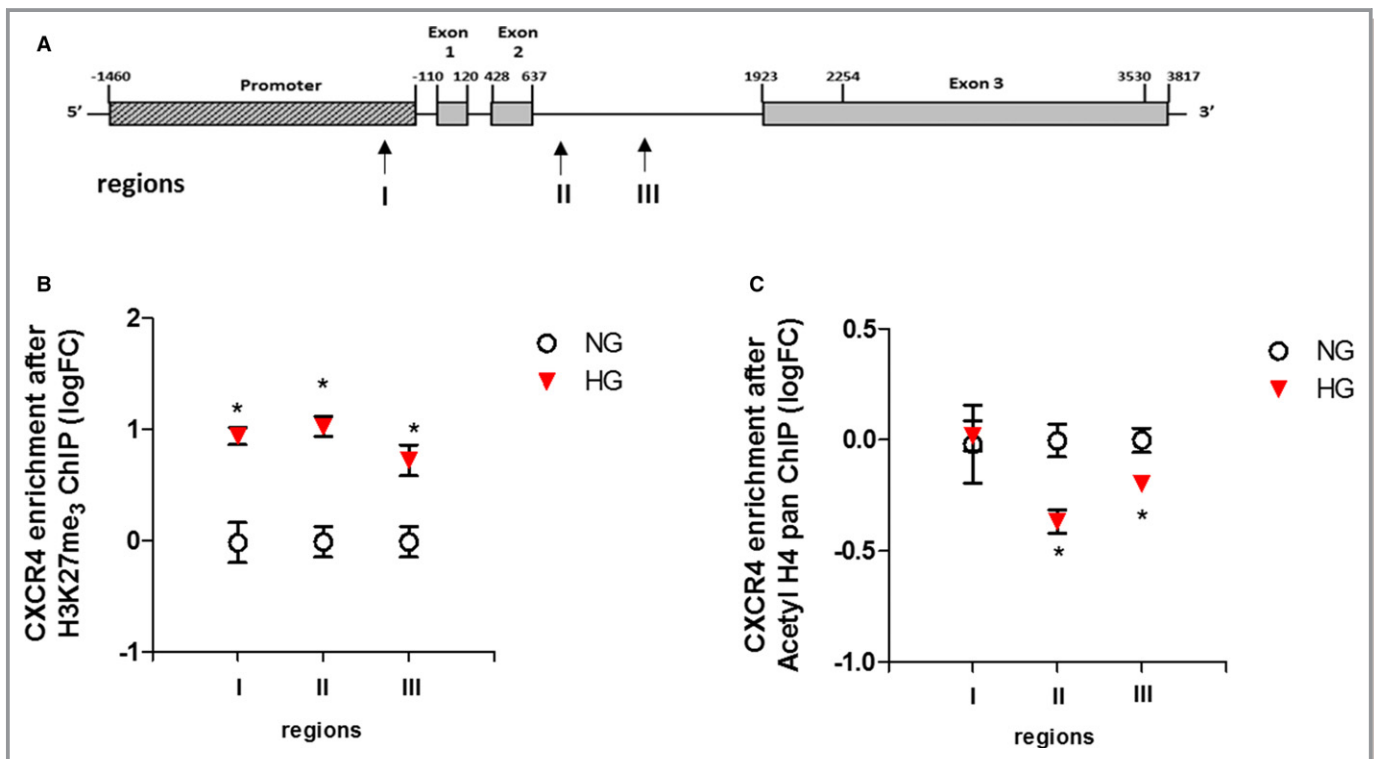 A
Exon 1
Exon 2
-1460
Promoter
-110
120
428
637
1923
2254
Exon 3
3530
3817
5′
3′
regions
I
II
III
B
CXCR4 enrichment after
H3K27me3 ChIP (logFC)
2
1
0
-1
*
*
*
NG
HG
I
II
III
regions
C
CXCR4 enrichment after
Acetyl H4 pan ChIP (logFC)
0.5
0.0
-0.5
-1.0
*
*
NG
HG
I
II
III
regions